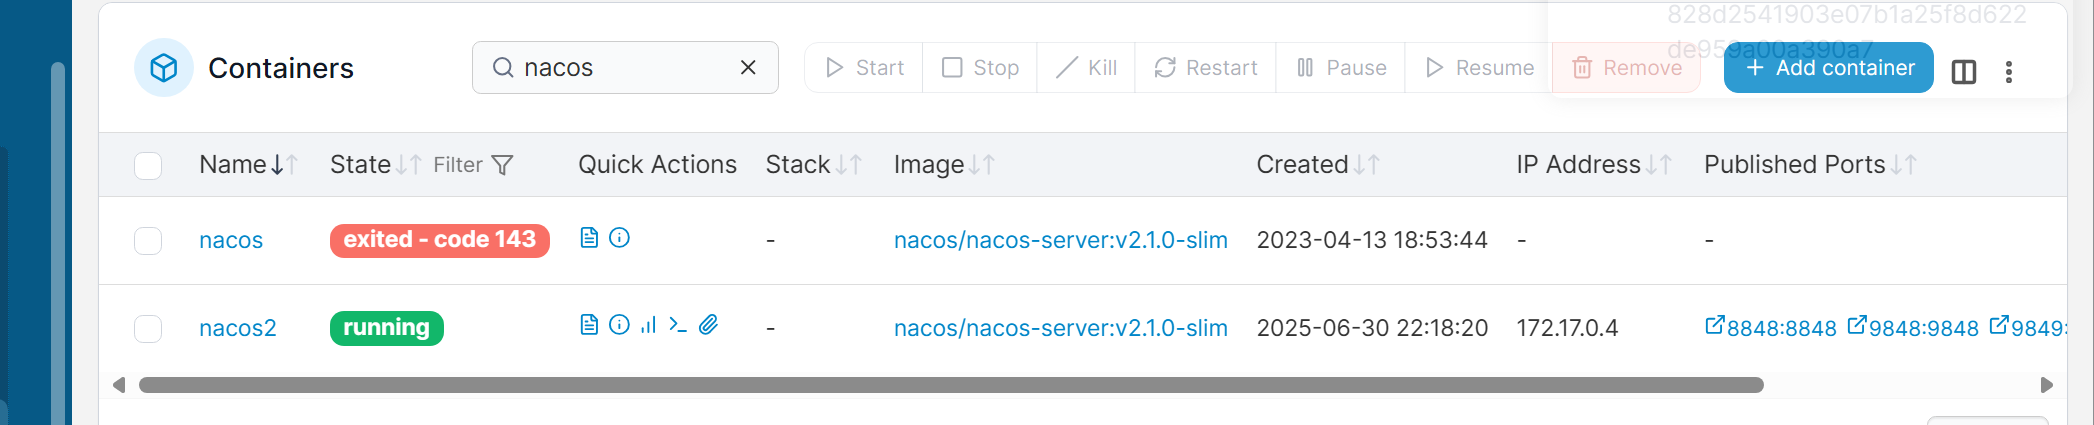 828d2541903e07b1a25f8d622
de959a00a390a7
Containers nacos Start Stop Kill Restart Pause Resume Remove + Add container
Name State Filter Quick Actions Stack Image Created IP Address Published Ports
nacos exited - code 143 - nacos/nacos-server:v2.1.0-slim 2023-04-13 18:53:44 - -
nacos2 running - nacos/nacos-server:v2.1.0-slim 2025-06-30 22:18:20 172.17.0.4 8848:8848 9848:9848 9849: